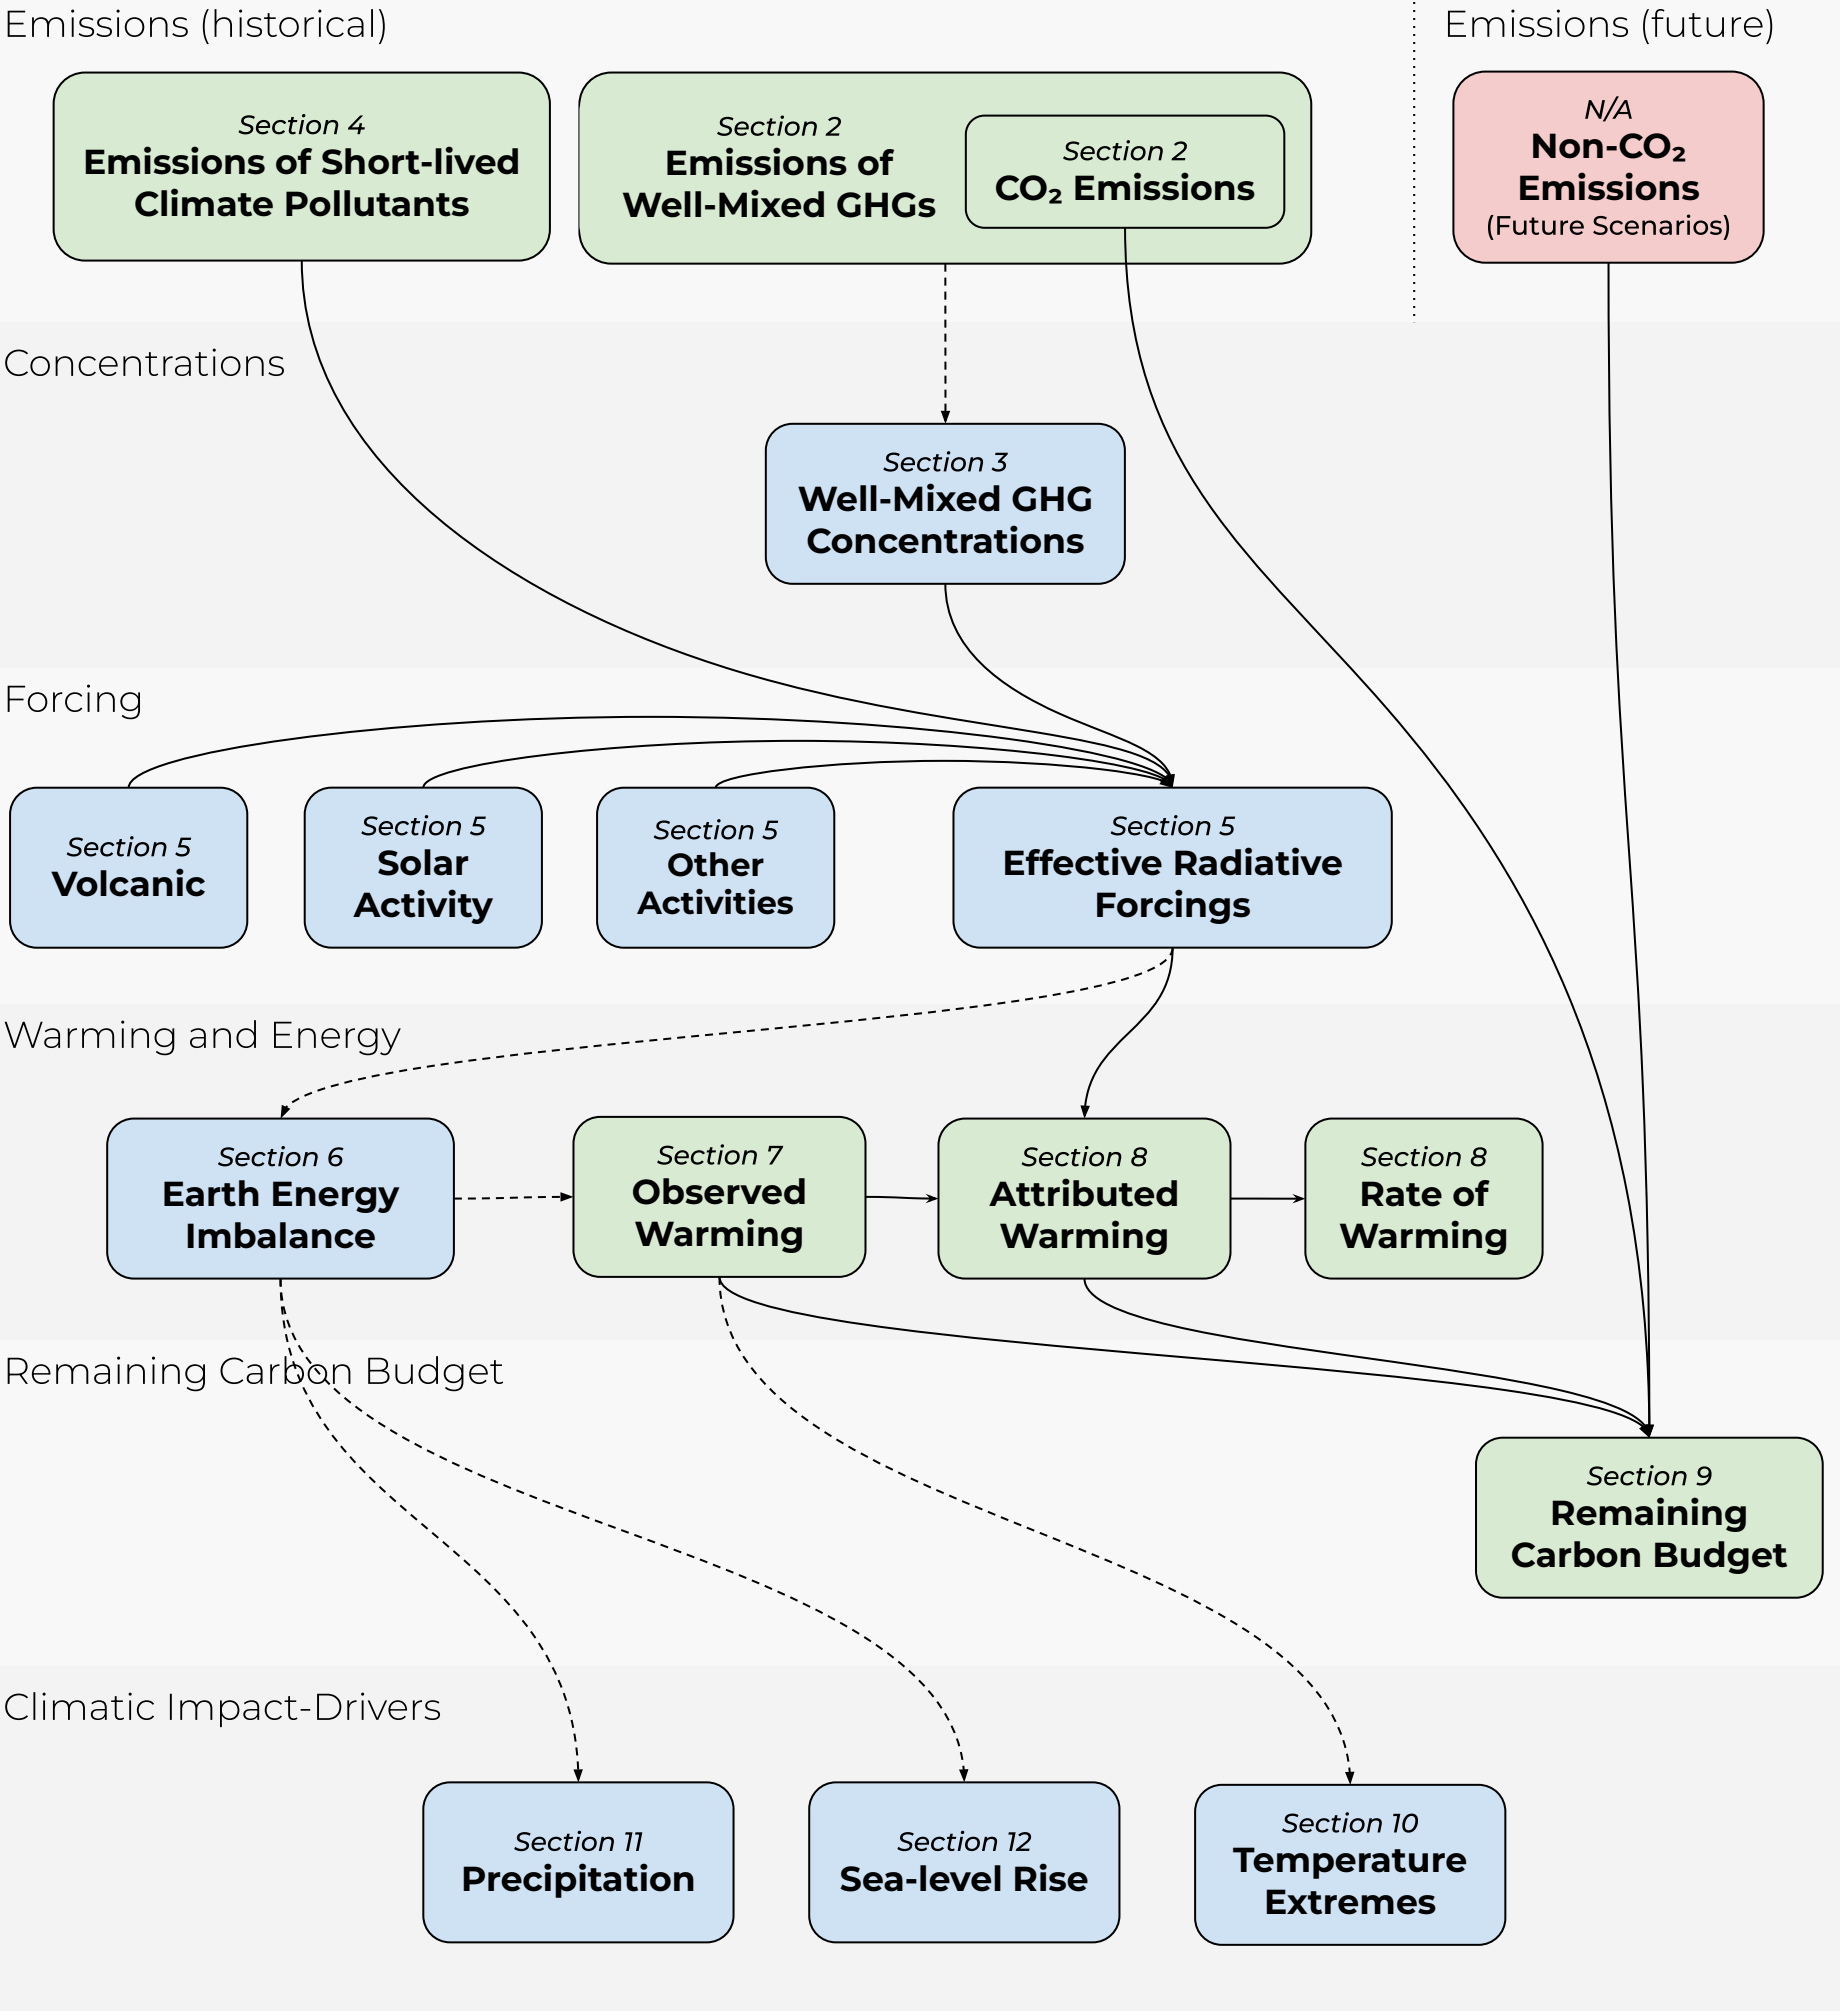 Emissions (historical)
Emissions (future)
Section 4
Emissions of Short-lived
Climate Pollutants
Section 2
Emissions of
Well-Mixed GHGs
Section 2
CO₂ Emissions
N/A
Non-CO₂
Emissions
(Future Scenarios)
Concentrations
Section 3
Well-Mixed GHG
Concentrations
Forcing
Section 5
Volcanic
Section 5
Solar
Activity
Section 5
Other
Activities
Section 5
Effective Radiative
Forcings
Warming and Energy
Section 6
Earth Energy
Imbalance
Section 7
Observed
Warming
Section 8
Attributed
Warming
Section 8
Rate of
Warming
Remaining Carbon Budget
Section 9
Remaining
Carbon Budget
Climatic Impact-Drivers
Section 11
Precipitation
Section 12
Sea-level Rise
Section 10
Temperature
Extremes